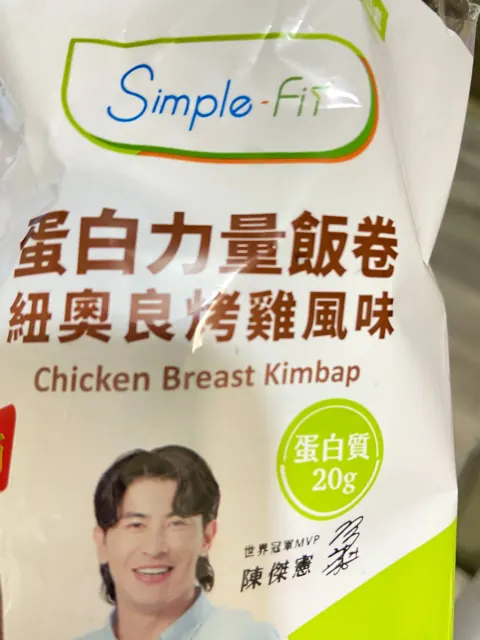 Simple-FiT
蛋白力量飯卷
紐奧良烤雞風味
Chicken Breast Kimbap
蛋白質
20g
世界冠軍MVP
陳傑憲